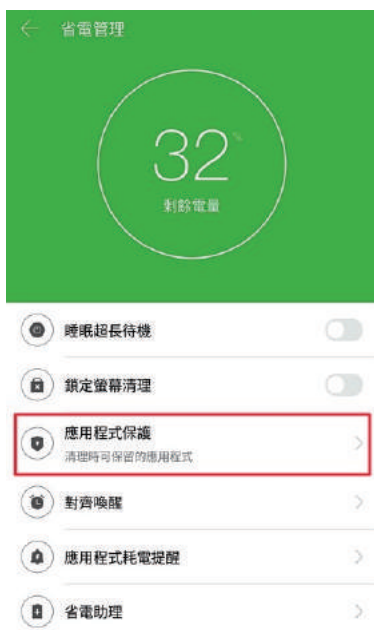 省電管理
32%
剩餘電量
睡眠超長待機
鎖定螢幕清理
應用程式保護
清理時可保留的應用程式
對齊喚醒
應用程式耗電提醒
省電助理